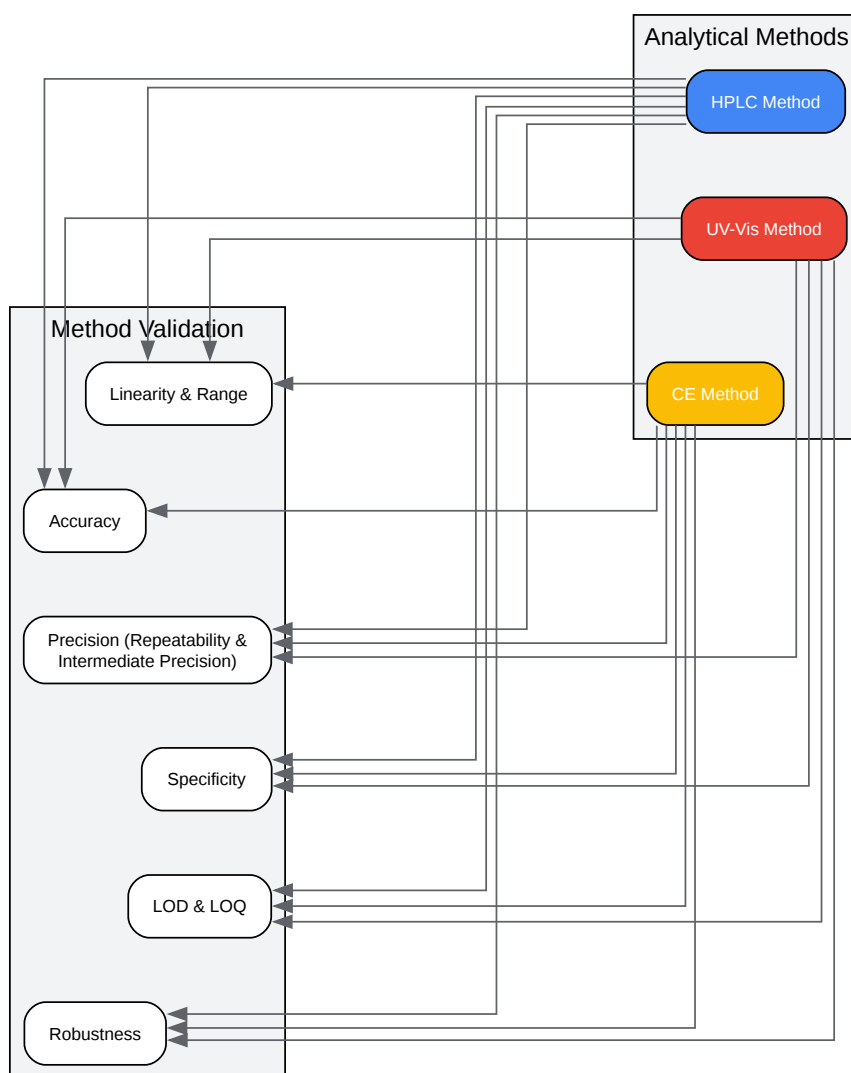 Analytical Methods
HPLC Method
UV-Vis Method
CE Method
Method Validation
Linearity & Range
Accuracy
Precision (Repeatability &
Intermediate Precision)
Specificity
LOD & LOQ
Robustness